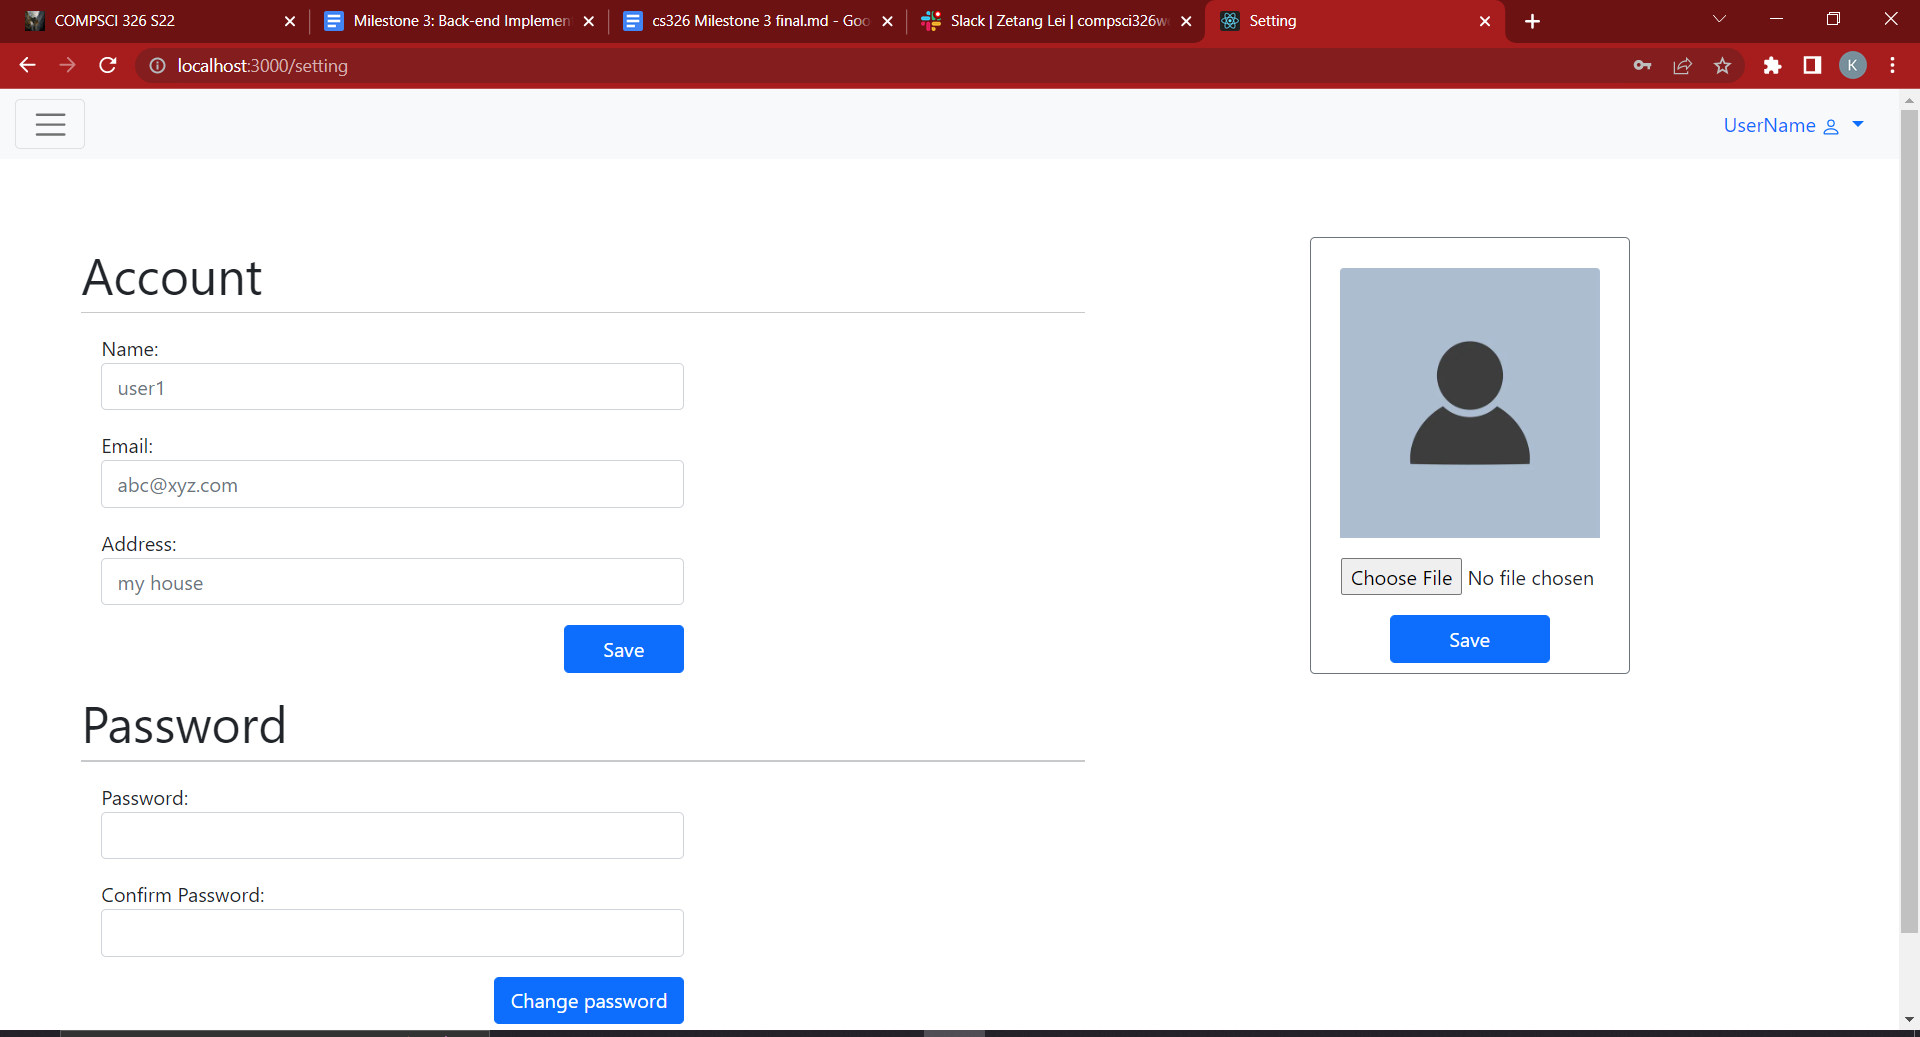 COMPSCI 326 S22
Milestone 3: Back-end Implemen
cs326 Milestone 3 final.md - Goo
Slack | Zetang Lei | compsci326w
Setting
localhost:3000/setting
K
UserName
Account
Name:
user1
Email:
abc@xyz.com
Address:
my house
Save
Choose File No file chosen
Save
Password
Password:
Confirm Password:
Change password